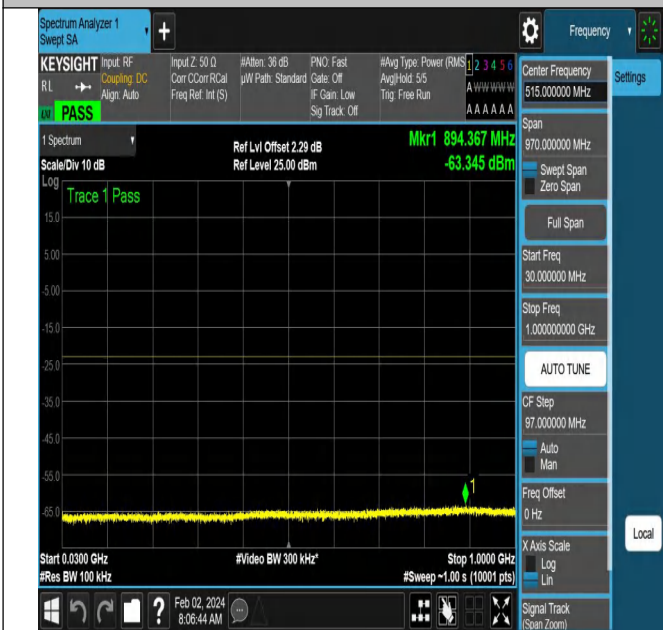 Spectrum Analyzer 1
Swept SA
Frequency
KEYSIGHT
Input: RF
Coupling: DC
Align: Auto
Input Z: 50 Ω
Corr CCorr RCal
Freq Ref: Int (S)
#Atten: 36 dB
µW Path: Standard
PNO: Fast
Gate: Off
IF Gain: Low
Sig Track: Off
#Avg Type: Power (RMS
Avg|Hold: 5/5
Trig: Free Run
1 2 3 4 5 6
A W W W W W
A A A A A A
R L
LXI
PASS
1 Spectrum
Scale/Div 10 dB
Ref Lvl Offset 2.29 dB
Ref Level 25.00 dBm
Mkr1 894.367 MHz
-63.345 dBm
Log
Trace 1 Pass
15.0
5.00
-5.00
-15.0
-25.0
-35.0
-45.0
-55.0
-65.0
1
Start 0.0300 GHz
#Res BW 100 kHz
#Video BW 300 kHz*
Stop 1.0000 GHz
#Sweep ~1.00 s (10001 pts)
Feb 02, 2024
8:06:44 AM
Center Frequency
515.000000 MHz
Span
970.000000 MHz
Swept Span
Zero Span
Full Span
Start Freq
30.000000 MHz
Stop Freq
1.000000000 GHz
AUTO TUNE
CF Step
97.000000 MHz
Auto
Man
Freq Offset
0 Hz
X Axis Scale
Log
Lin
Signal Track
(Span Zoom)
Settings
Local